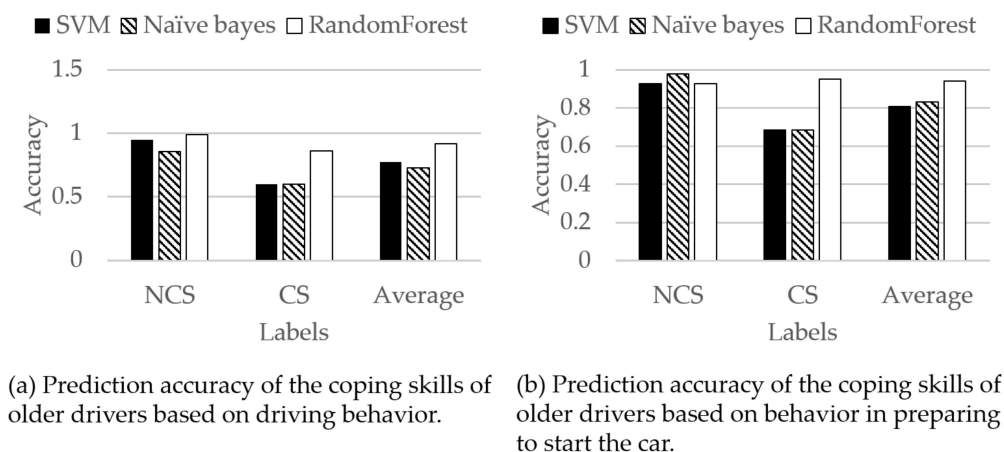 SVM Naïve bayes RandomForest
1.5
1
0.5
0
Accuracy
NCS CS Average
Labels
(a) Prediction accuracy of the coping skills of
older drivers based on driving behavior.
SVM Naïve bayes RandomForest
1
0.8
0.6
0.4
0.2
0
Accuracy
NCS CS Average
Labels
(b) Prediction accuracy of the coping skills of
older drivers based on behavior in preparing
to start the car.